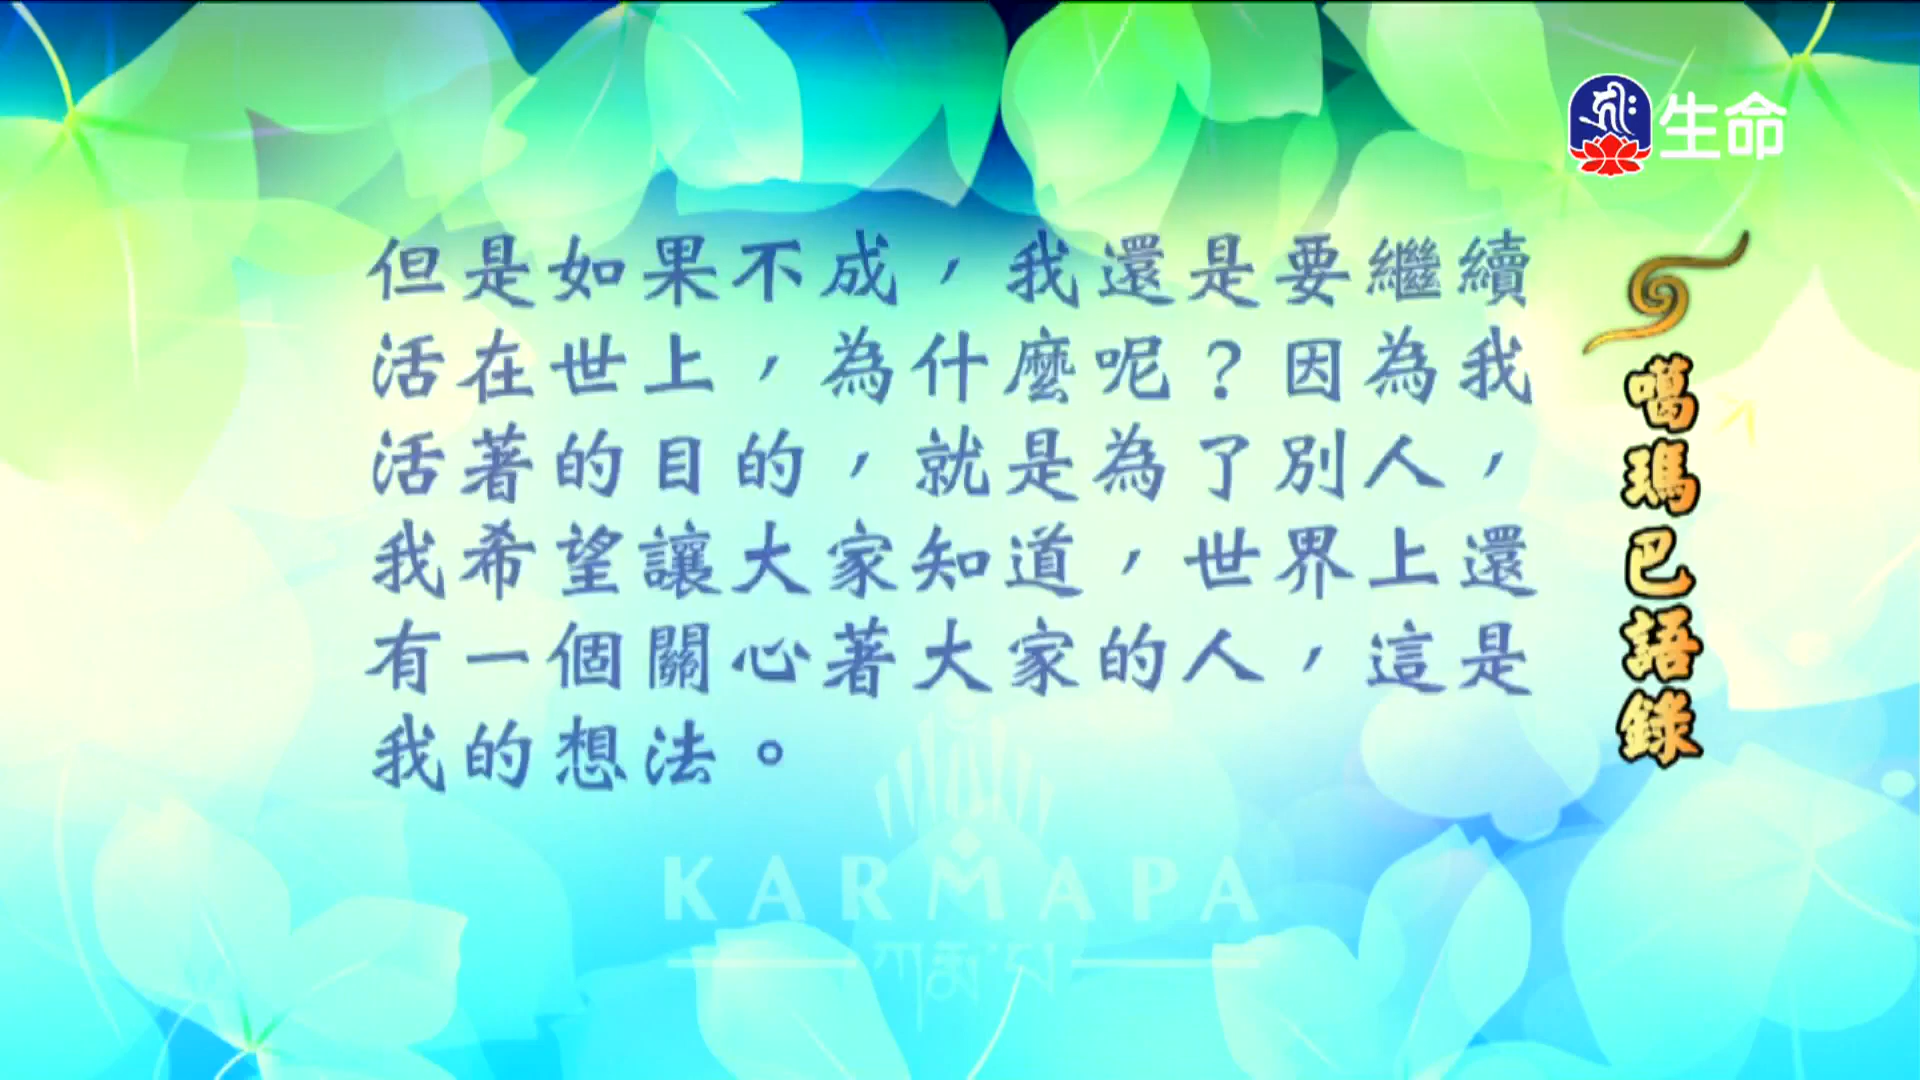 生命
但是如果不成，我還是要繼續
活在世上，為什麼呢？因為我
活著的目的，就是為了別人，
我希望讓大家知道，世界上還
有一個關心著大家的人，這是
我的想法。
噶瑪巴語錄
KARMAPA